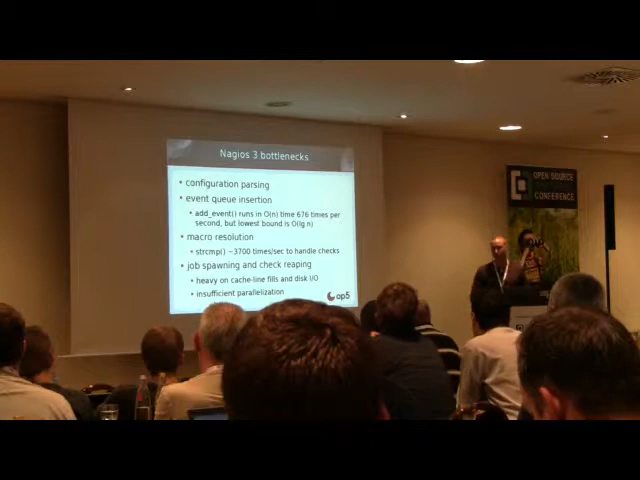 Nagios 3 bottlenecks
• configuration parsing
• event queue insertion
• add_event() runs in O(n) time 676 times per
second, but lowest bound is O(lg n)
• macro resolution
• strcmp() ~3700 times/sec to handle checks
• job spawning and check reaping
• heavy on cache-line fills and disk I/O
• insufficient parallelization
op5
OPEN SOURCE
CONFERENCE